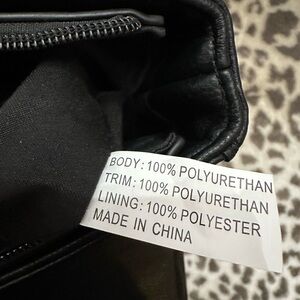 BODY: 100% POLYURETHAN
TRIM: 100% POLYURETHAN
LINING: 100% POLYESTER
MADE IN CHINA